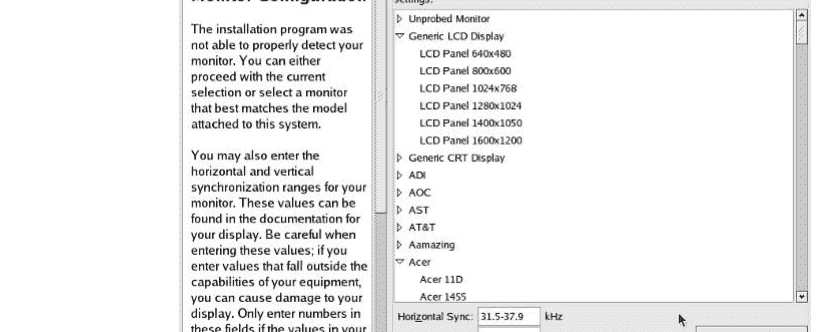 Monitor Configuration
The installation program was
not able to properly detect your
monitor. You can either
proceed with the current
selection or select a monitor
that best matches the model
attached to this system.
You may also enter the
horizontal and vertical
synchronization ranges for your
monitor. These values can be
found in the documentation for
your display. Be careful when
entering these values; if you
enter values that fall outside the
capabilities of your equipment,
you can cause damage to your
display. Only enter numbers in
these fields if the values in your
settings:
Unprobed Monitor
Generic LCD Display
LCD Panel 640x480
LCD Panel 800x600
LCD Panel 1024x768
LCD Panel 1280x1024
LCD Panel 1400x1050
LCD Panel 1600x1200
Generic CRT Display
ADI
AOC
AST
AT&T
Aamazing
Acer
Acer 11D
Acer 145S
Horizontal Sync: 31.5-37.9 kHz